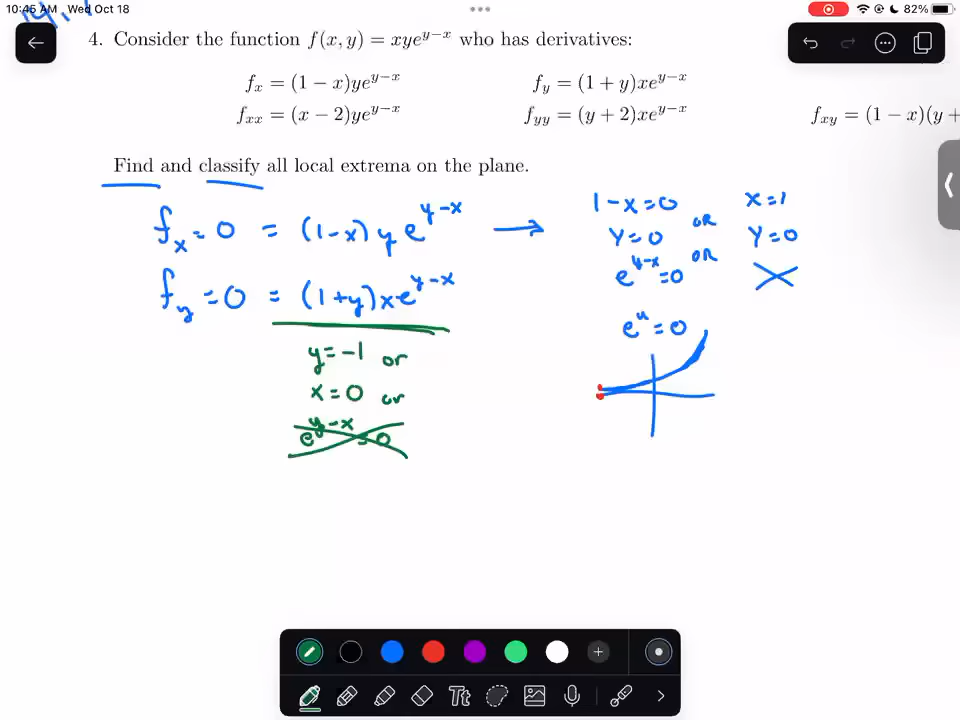 10:45 AM Wed Oct 18
82%
4. Consider the function f(x, y) = xye^{y−x} who has derivatives:
f_x = (1 − x)ye^{y−x} f_y = (1 + y)xe^{y−x}
f_{xx} = (x − 2)ye^{y−x} f_{yy} = (y + 2)xe^{y−x} f_{xy} = (1 − x)(y +
Find and classify all local extrema on the plane.
f_x = 0 = (1−x) y e^{y−x} → 1−x=0 OR x=1
y=0 OR y=0
e^{y−x}=0
f_y = 0 = (1+y)xe^{y−x}
e^u = 0
y = −1 or
x = 0 or
e^{y−x} = 0
Tt